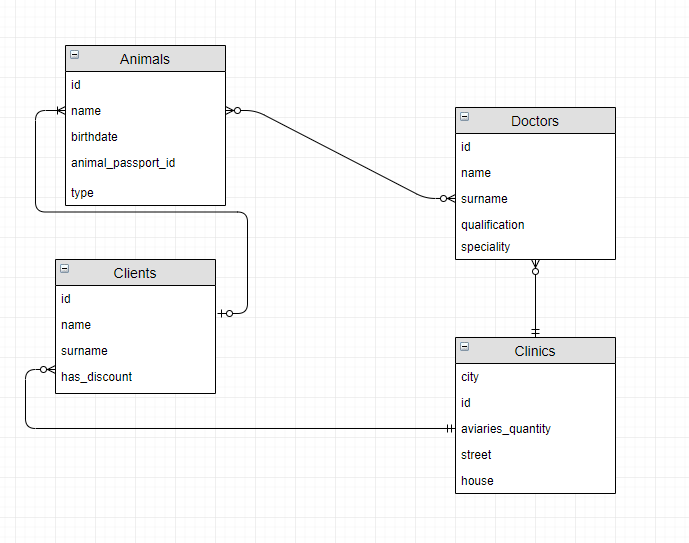 Animals
id
name
birthdate
animal_passport_id
type
Doctors
id
name
surname
qualification
speciality
Clients
id
name
surname
has_discount
Clinics
city
id
aviaries_quantity
street
house